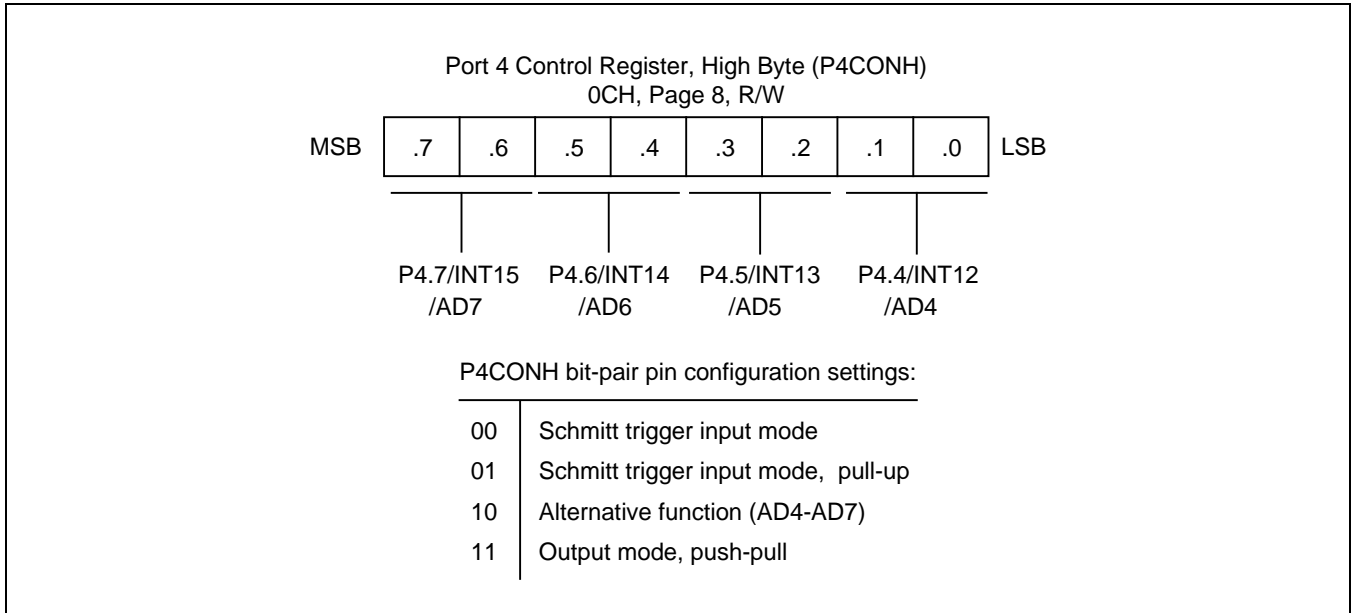 Port 4 Control Register, High Byte (P4CONH)
0CH, Page 8, R/W
MSB .7 .6 .5 .4 .3 .2 .1 .0 LSB
P4.7/INT15 P4.6/INT14 P4.5/INT13 P4.4/INT12
/AD7 /AD6 /AD5 /AD4
P4CONH bit-pair pin configuration settings:
00 Schmitt trigger input mode
01 Schmitt trigger input mode, pull-up
10 Alternative function (AD4-AD7)
11 Output mode, push-pull